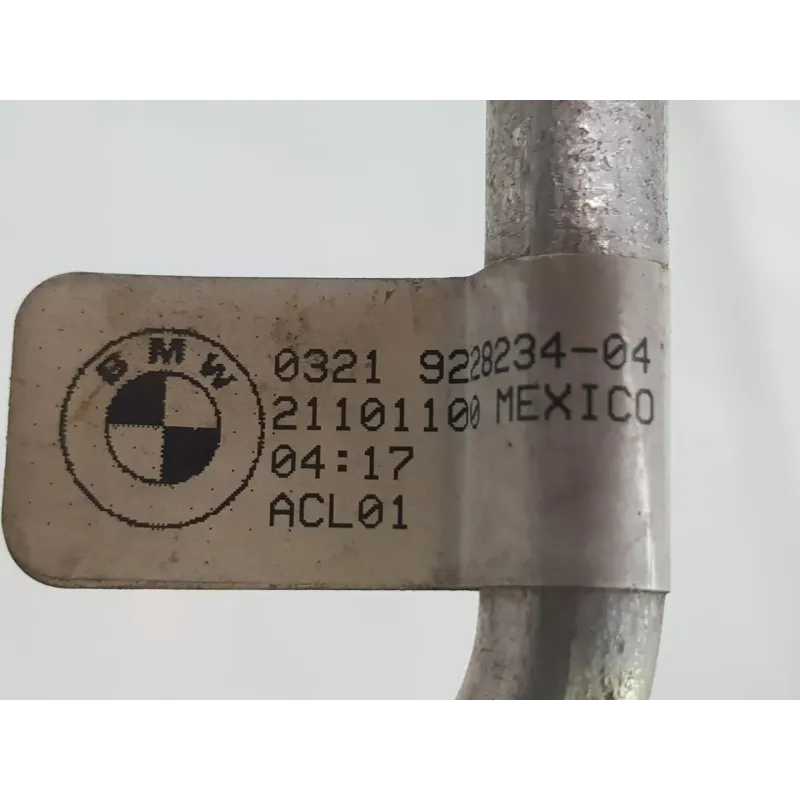 BMW
0321 9228234-04
21101100 MEXICO
04:17
ACL01